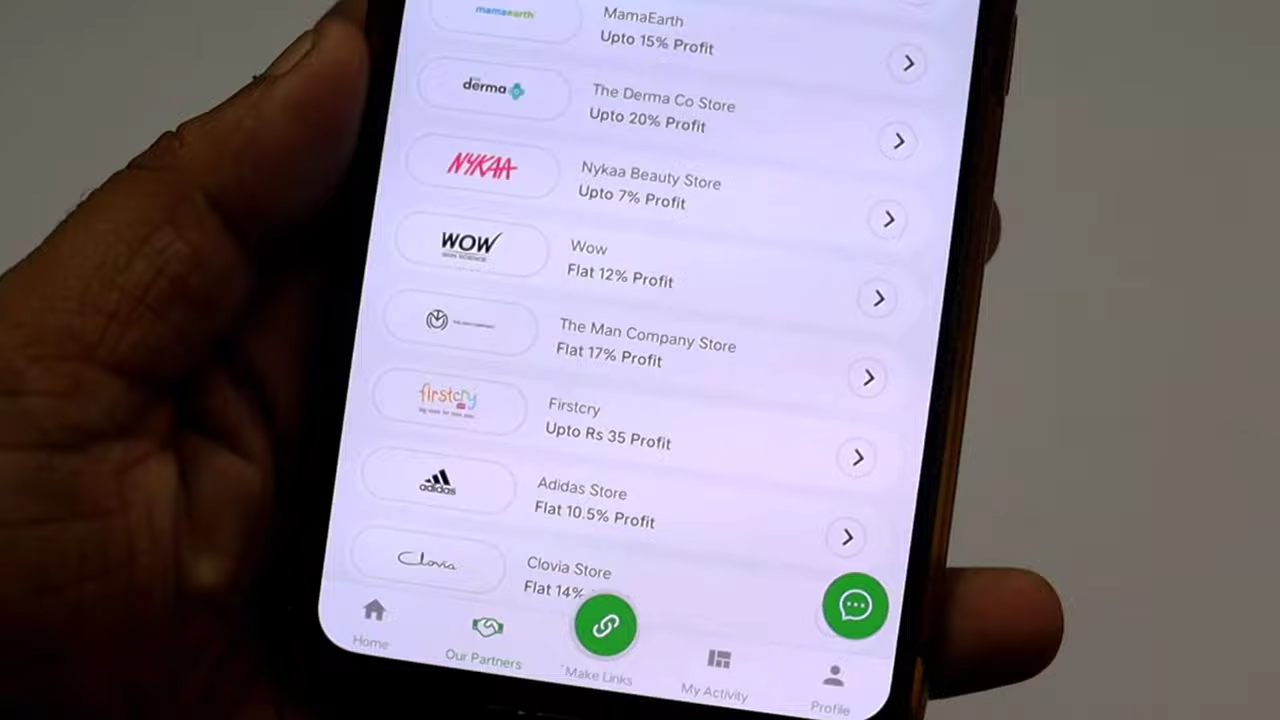 mamaearth
MamaEarth
Upto 15% Profit
derma
The Derma Co Store
Upto 20% Profit
NYKAA
Nykaa Beauty Store
Upto 7% Profit
WOW
SKIN SCIENCE
Wow
Flat 12% Profit
THE MAN COMPANY
The Man Company Store
Flat 17% Profit
firstcry
Firstcry
Upto Rs 35 Profit
adidas
Adidas Store
Flat 10.5% Profit
Clovia
Clovia Store
Flat 14%
Home
Our Partners
Make Links
My Activity
Profile